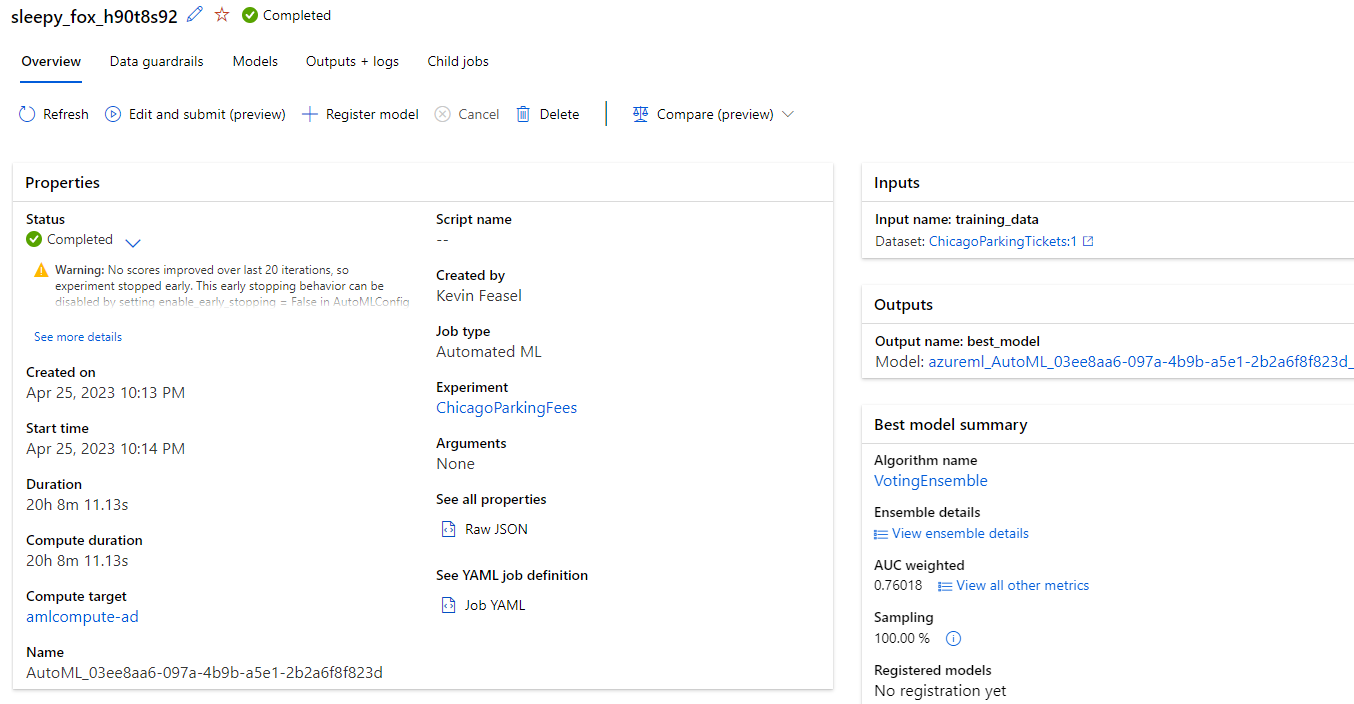 sleepy_fox_h90t8s92 Completed
Overview Data guardrails Models Outputs + logs Child jobs
Refresh Edit and submit (preview) Register model Cancel Delete Compare (preview)
Properties
Status
Completed
Warning: No scores improved over last 20 iterations, so
experiment stopped early. This early stopping behavior can be
disabled by setting enable_early_stopping = False in AutoMLConfig
See more details
Created on
Apr 25, 2023 10:13 PM
Start time
Apr 25, 2023 10:14 PM
Duration
20h 8m 11.13s
Compute duration
20h 8m 11.13s
Compute target
amlcompute-ad
Name
AutoML_03ee8aa6-097a-4b9b-a5e1-2b2a6f8f823d
Script name
--
Created by
Kevin Feasel
Job type
Automated ML
Experiment
ChicagoParkingFees
Arguments
None
See all properties
Raw JSON
See YAML job definition
Job YAML
Inputs
Input name: training_data
Dataset: ChicagoParkingTickets:1
Outputs
Output name: best_model
Model: azureml_AutoML_03ee8aa6-097a-4b9b-a5e1-2b2a6f8f823d_
Best model summary
Algorithm name
VotingEnsemble
Ensemble details
View ensemble details
AUC weighted
0.76018 View all other metrics
Sampling
100.00 %
Registered models
No registration yet